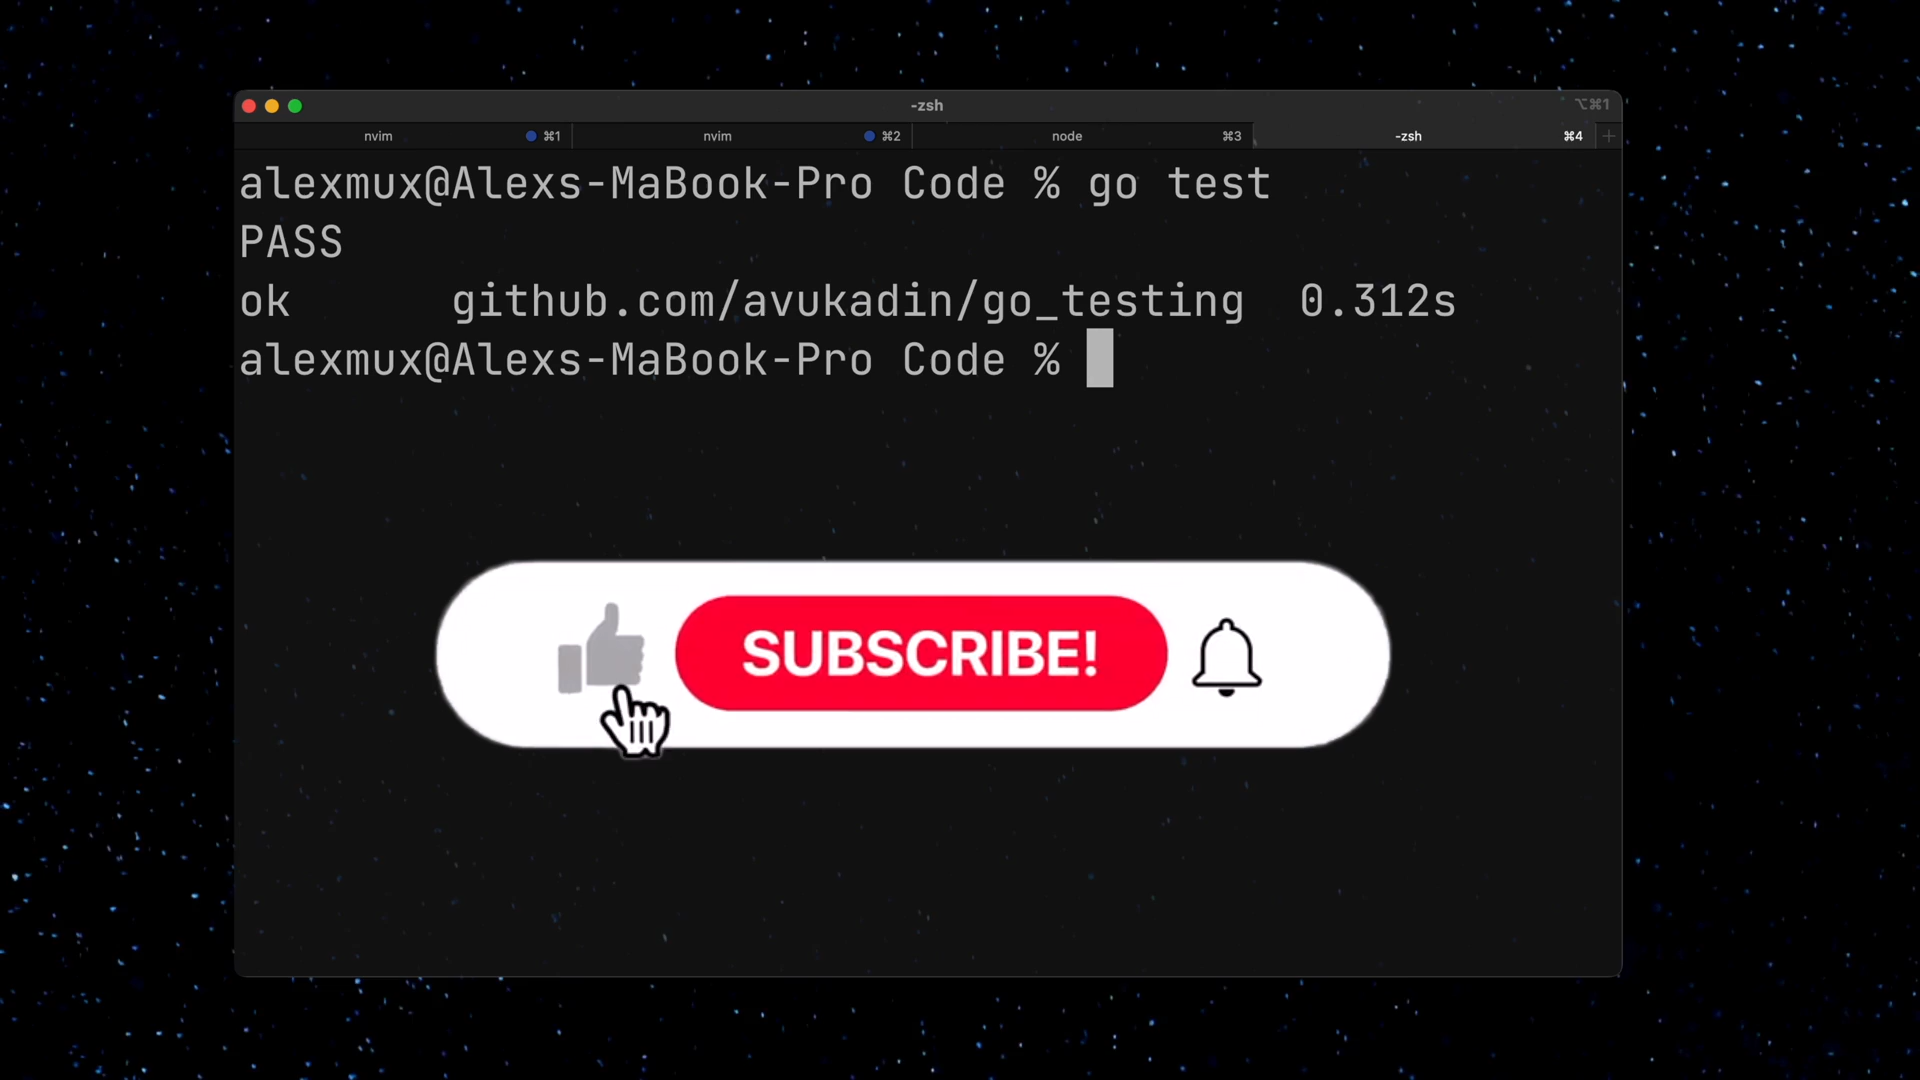 -zsh
⌥⌘1
nvim ⌘1 nvim ⌘2 node ⌘3 -zsh ⌘4 +
alexmux@Alexs-MaBook-Pro Code % go test
PASS
ok github.com/avukadin/go_testing 0.312s
alexmux@Alexs-MaBook-Pro Code %
SUBSCRIBE!